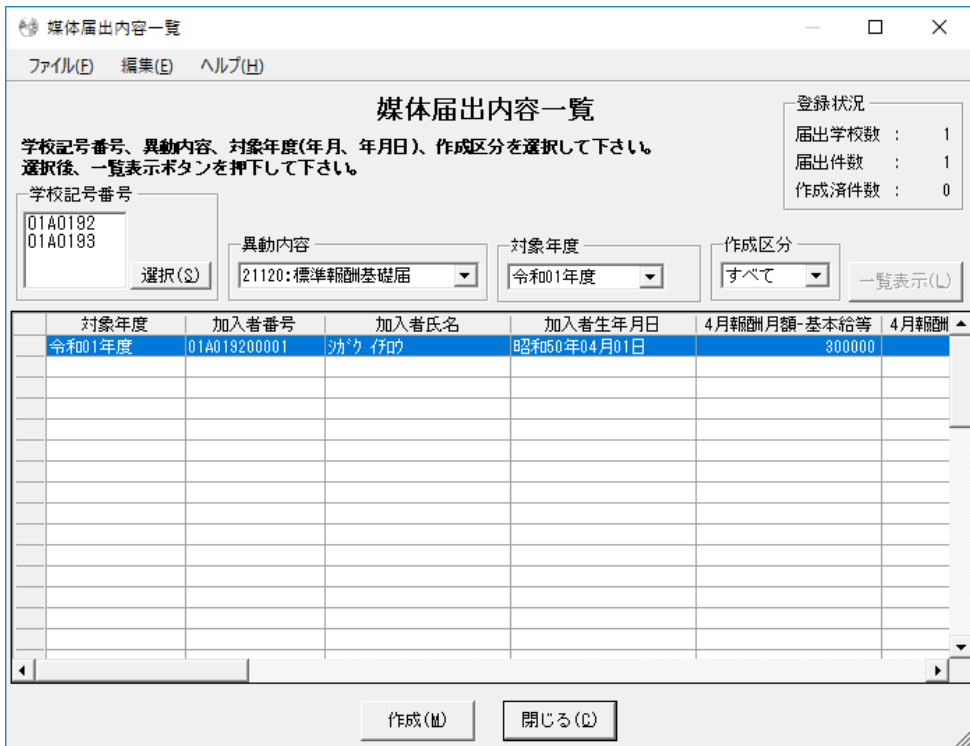 媒体届出内容一覧
ファイル(F) 編集(E) ヘルプ(H)
媒体届出内容一覧
学校記号番号、異動内容、対象年度(年月、年月日)、作成区分を選択して下さい。
選択後、一覧表示ボタンを押下して下さい。
登録状況
届出学校数 : 1
届出件数 : 1
作成済件数 : 0
学校記号番号
01A0192
01A0193
選択(S)
異動内容
21120:標準報酬基礎届
対象年度
令和01年度
作成区分
すべて
一覧表示(L)
対象年度 加入者番号 加入者氏名 加入者生年月日 4月報酬月額-基本給等 4月報酬
令和01年度 01A019200001 ｼｶﾞｸ ｲﾁﾛｳ 昭和50年04月01日 300000
作成(M) 閉じる(C)